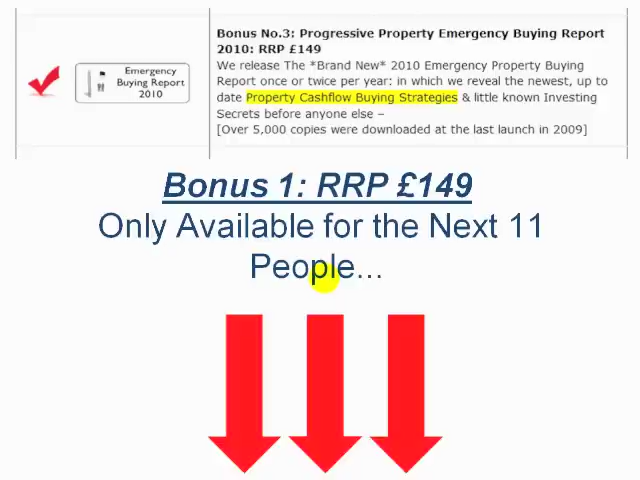 Emergency
Buying Report
2010
Bonus No.3: Progressive Property Emergency Buying Report
2010: RRP £149
We release The *Brand New* 2010 Emergency Property Buying
Report once or twice per year: in which we reveal the newest, up to
date Property Cashflow Buying Strategies & little known Investing
Secrets before anyone else –
[Over 5,000 copies were downloaded at the last launch in 2009]
Bonus 1: RRP £149
Only Available for the Next 11
People...